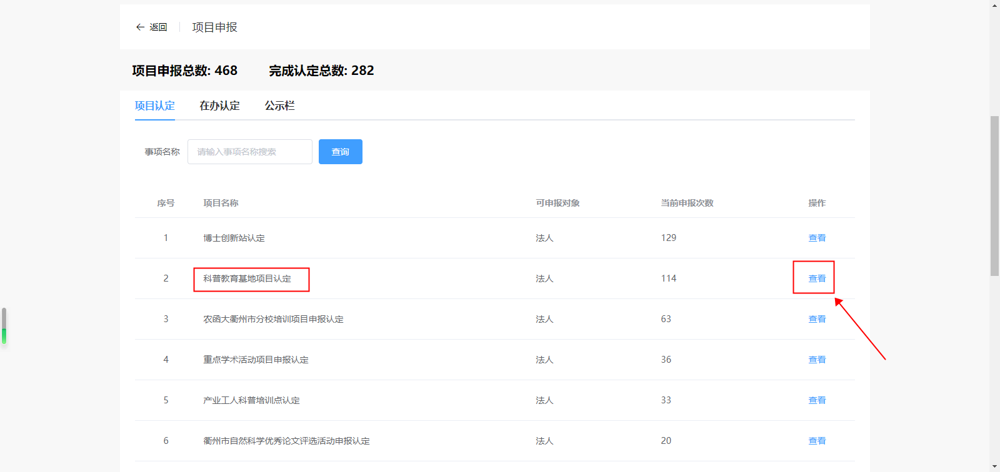 返回 项目申报
项目申报总数: 468 完成认定总数: 282
项目认定 在办认定 公示栏
事项名称 请输入事项名称搜索 查询
序号 项目名称 可申报对象 当前申报次数 操作
1 博士创新站认定 法人 129 查看
2 科普教育基地项目认定 法人 114 查看
3 农函大衢州市分校培训项目申报认定 法人 63 查看
4 重点学术活动项目申报认定 法人 36 查看
5 产业工人科普培训点认定 法人 33 查看
6 衢州市自然科学优秀论文评选活动申报认定 法人 20 查看